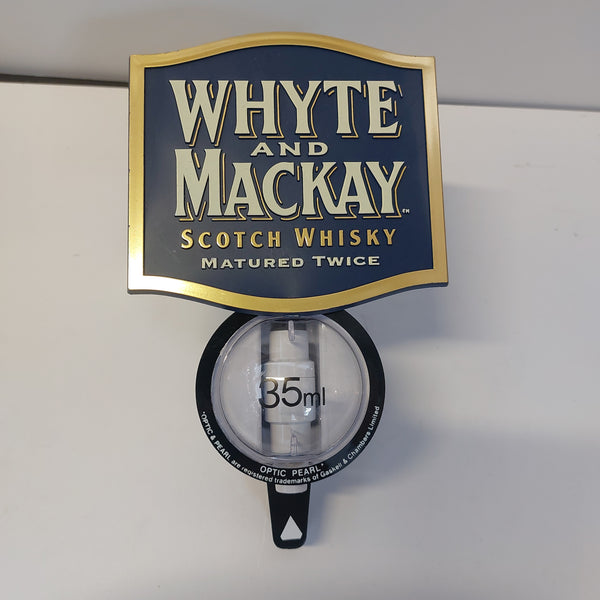 WHYTE
AND
MACKAY
™
SCOTCH WHISKY
MATURED TWICE
35ml
OPTIC PEARL*
*OPTIC & PEARL are registered trademarks of Gaskell & Chambers Limited